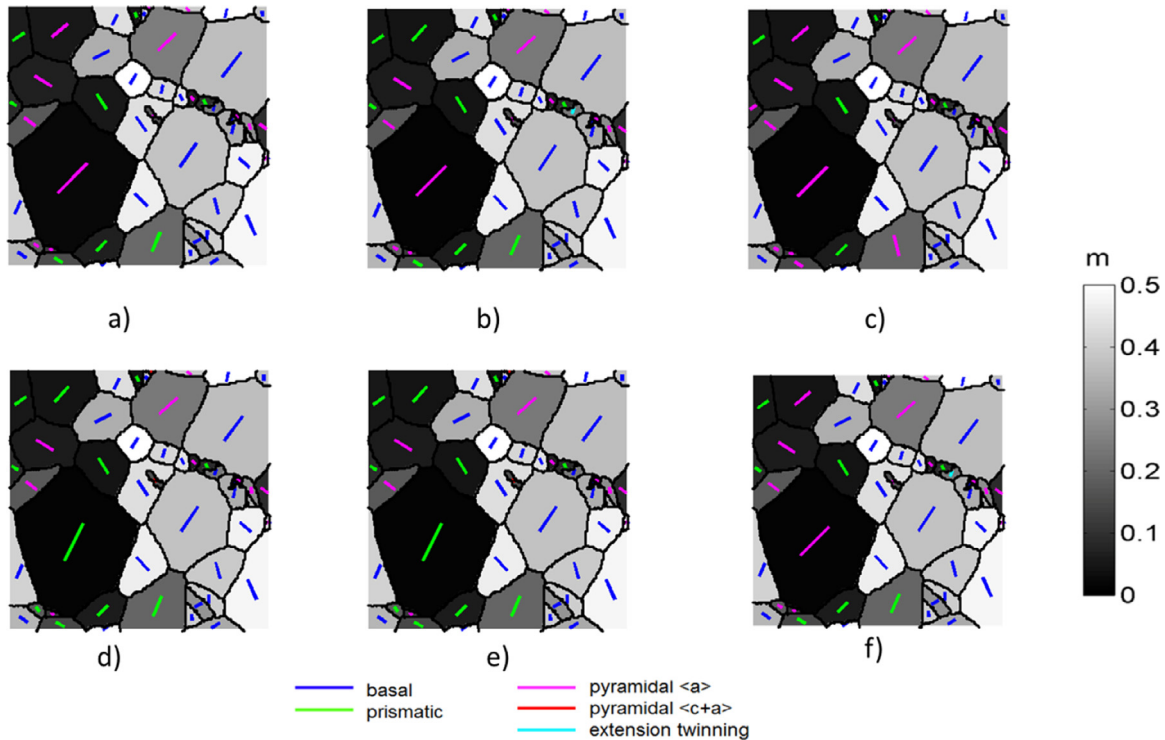 a)
b)
c)
m
0.5
0.4
0.3
0.2
0.1
0
d)
e)
f)
basal
prismatic
pyramidal <a>
pyramidal <c+a>
extension twinning